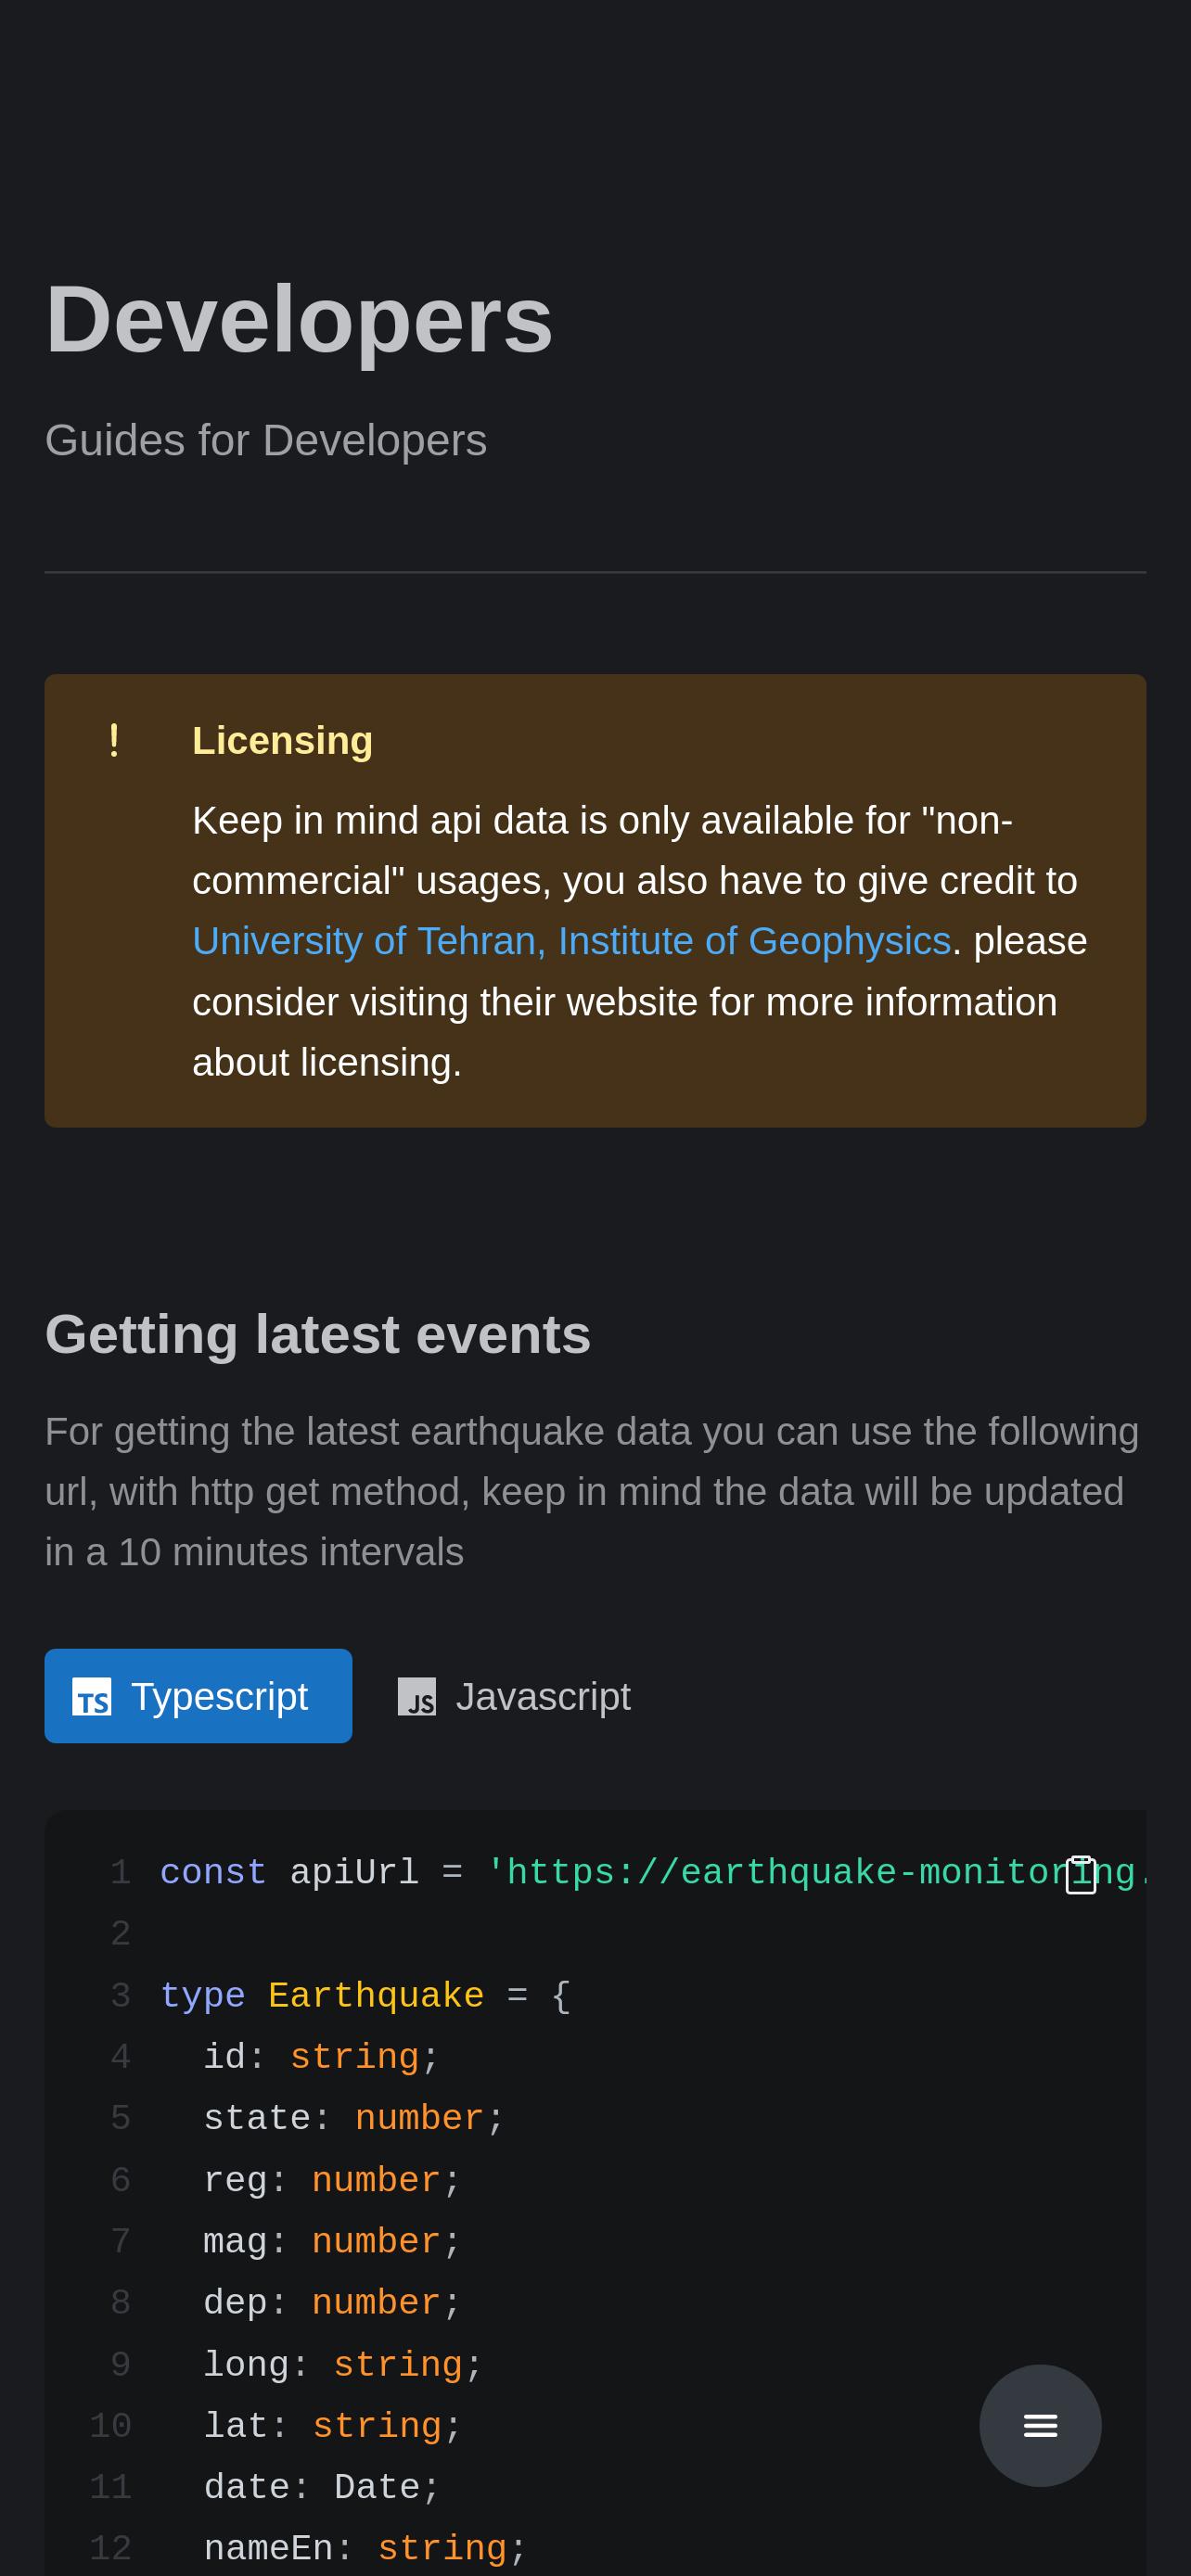 Developers
Guides for Developers
!
Licensing
Keep in mind api data is only available for "non-
commercial" usages, you also have to give credit to
University of Tehran, Institute of Geophysics. please
consider visiting their website for more information
about licensing.
Getting latest events
For getting the latest earthquake data you can use the following
url, with http get method, keep in mind the data will be updated
in a 10 minutes intervals
TS Typescript JS Javascript
1 const apiUrl = 'https://earthquake-monitoring.
2
3 type Earthquake = {
4 id: string;
5 state: number;
6 reg: number;
7 mag: number;
8 dep: number;
9 long: string;
10 lat: string;
11 date: Date;
12 nameEn: string;